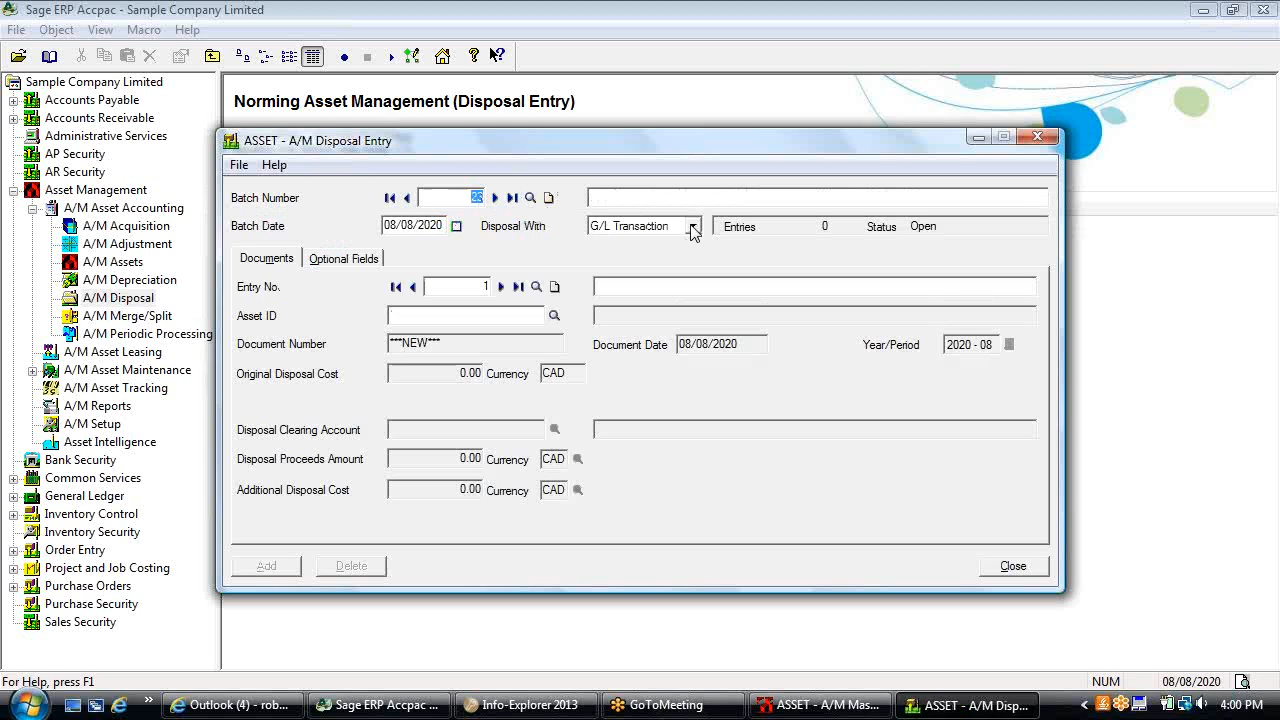 Sage ERP Accpac - Sample Company Limited
File Object View Macro Help
Sample Company Limited
Accounts Payable
Accounts Receivable
Administrative Services
AP Security
AR Security
Asset Management
A/M Asset Accounting
A/M Acquisition
A/M Adjustment
A/M Assets
A/M Depreciation
A/M Disposal
A/M Merge/Split
A/M Periodic Processing
A/M Asset Leasing
A/M Asset Maintenance
A/M Asset Tracking
A/M Reports
A/M Setup
Asset Intelligence
Bank Security
Common Services
General Ledger
Inventory Control
Inventory Security
Order Entry
Project and Job Costing
Purchase Orders
Purchase Security
Sales Security
Norming Asset Management (Disposal Entry)
ASSET - A/M Disposal Entry
File Help
Batch Number
Batch Date 08/08/2020 Disposal With G/L Transaction Entries 0 Status Open
Documents Optional Fields
Entry No. 1
Asset ID
Document Number ***NEW*** Document Date 08/08/2020 Year/Period 2020 - 08
Original Disposal Cost 0.00 Currency CAD
Disposal Clearing Account
Disposal Proceeds Amount 0.00 Currency CAD
Additional Disposal Cost 0.00 Currency CAD
Add Delete Close
For Help, press F1 NUM 08/08/2020
» Outlook (4) - rob... Sage ERP Accpac ... Info-Explorer 2013 GoToMeeting ASSET - A/M Mas... ASSET - A/M Disp... 4:00 PM